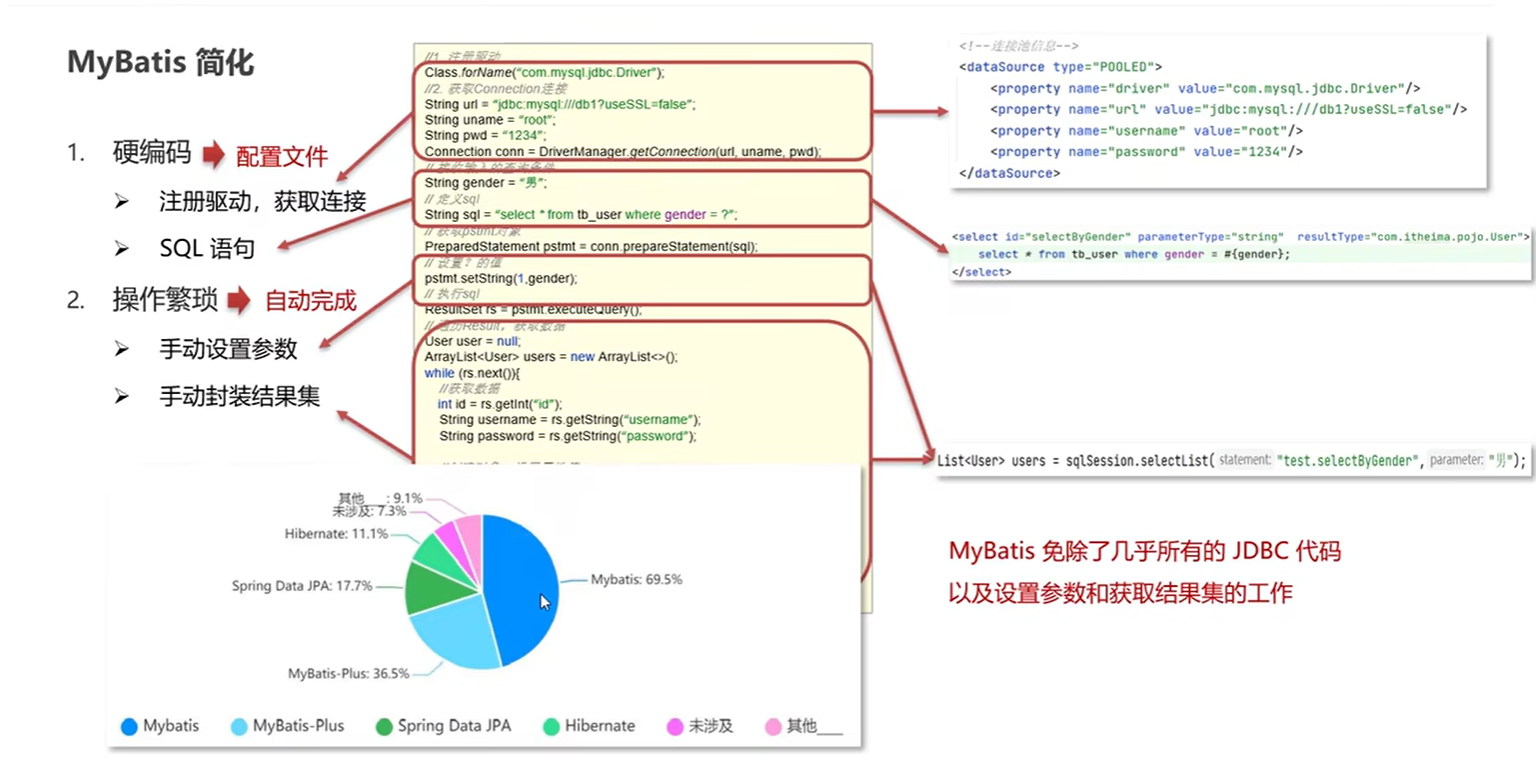 MyBatis 简化
1. 硬编码 配置文件
注册驱动，获取连接
SQL 语句
2. 操作繁琐 自动完成
手动设置参数
手动封装结果集
//1. 注册驱动
Class.forName("com.mysql.jdbc.Driver");
//2. 获取Connection连接
String url = "jdbc:mysql:///db1?useSSL=false";
String uname = "root";
String pwd = "1234";
Connection conn = DriverManager.getConnection(url, uname, pwd);
// 接收输入的查询条件
String gender = "男";
// 定义sql
String sql = "select * from tb_user where gender = ?";
// 获取pstmt对象
PreparedStatement pstmt = conn.prepareStatement(sql);
// 设置? 的值
pstmt.setString(1,gender);
// 执行sql
ResultSet rs = pstmt.executeQuery();
// 遍历Result，获取数据
User user = null;
ArrayList<User> users = new ArrayList<>();
while (rs.next()){
//获取数据
int id = rs.getInt("id");
String username = rs.getString("username");
String password = rs.getString("password");
<!--连接池信息-->
<dataSource type="POOLED">
<property name="driver" value="com.mysql.jdbc.Driver"/>
<property name="url" value="jdbc:mysql:///db1?useSSL=false"/>
<property name="username" value="root"/>
<property name="password" value="1234"/>
</dataSource>
<select id="selectByGender" parameterType="string" resultType="com.itheima.pojo.User">
select * from tb_user where gender = #{gender};
</select>
List<User> users = sqlSession.selectList( statement: "test.selectByGender", parameter: "男");
MyBatis 免除了几乎所有的 JDBC 代码
以及设置参数和获取结果集的工作
其他___: 9.1%
未涉及: 7.3%
Hibernate: 11.1%
Spring Data JPA: 17.7%
Mybatis: 69.5%
MyBatis-Plus: 36.5%
Mybatis MyBatis-Plus Spring Data JPA Hibernate 未涉及 其他___